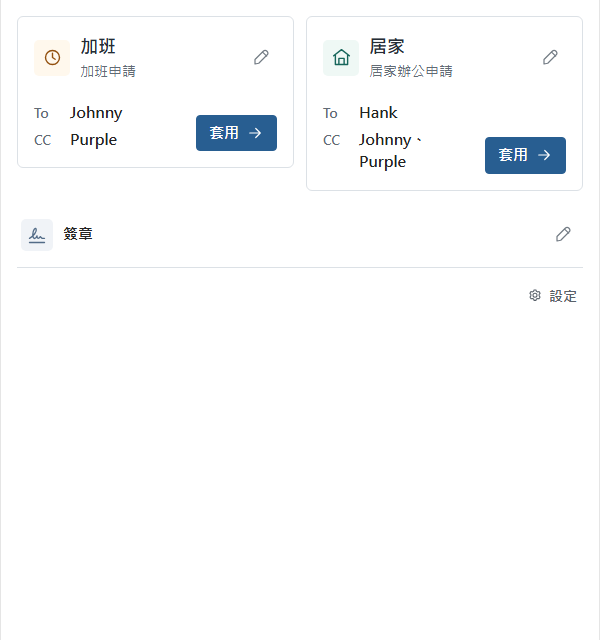 加班
加班申請
To Johnny
CC Purple
套用
居家
居家辦公申請
To Hank
CC Johnny、
Purple
套用
簽章
設定